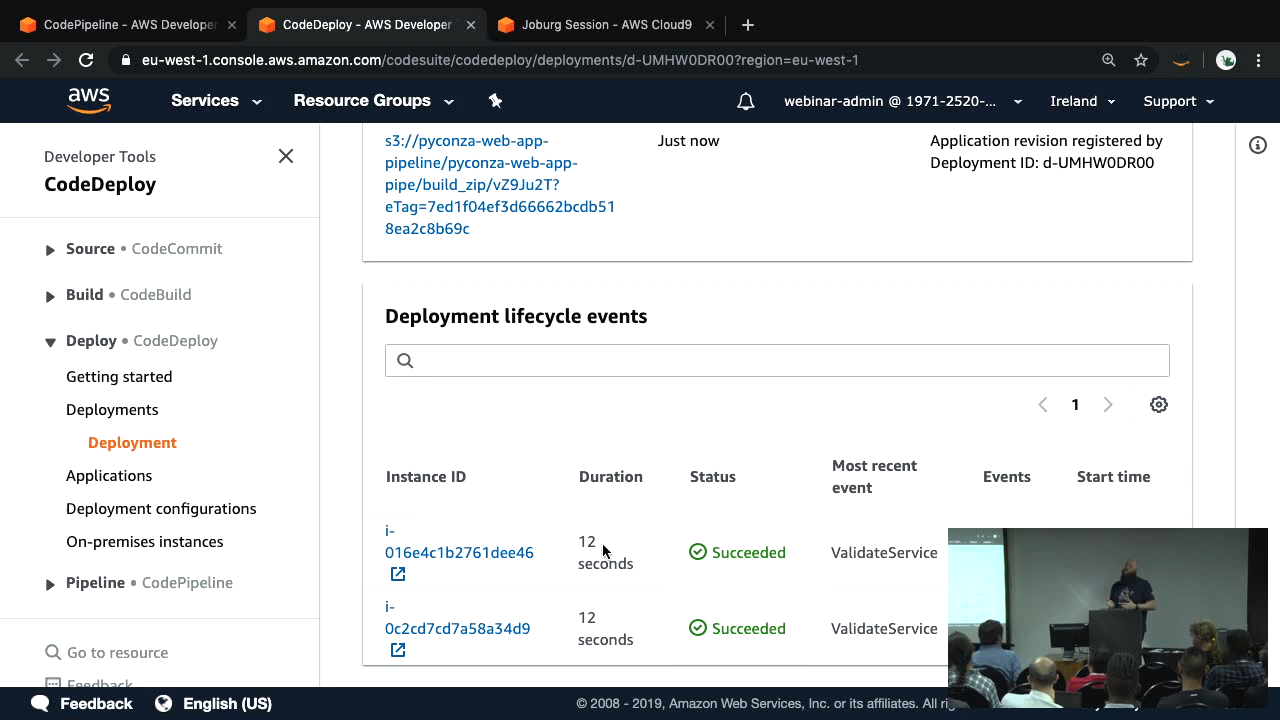 CodePipeline - AWS Developer
CodeDeploy - AWS Developer
Joburg Session - AWS Cloud9
eu-west-1.console.aws.amazon.com/codesuite/codedeploy/deployments/d-UMHW0DR00?region=eu-west-1
aws
Services
Resource Groups
webinar-admin @ 1971-2520-...
Ireland
Support
Developer Tools
CodeDeploy
Source • CodeCommit
Build • CodeBuild
Deploy • CodeDeploy
Getting started
Deployments
Deployment
Applications
Deployment configurations
On-premises instances
Pipeline • CodePipeline
Go to resource
Feedback
s3://pyconza-web-app-
pipeline/pyconza-web-app-
pipe/build_zip/vZ9Ju2T?
eTag=7ed1f04ef3d66662bcdb51
8ea2c8b69c
Just now
Application revision registered by
Deployment ID: d-UMHW0DR00
Deployment lifecycle events
1
Instance ID
Duration
Status
Most recent
event
Events
Start time
i-
016e4c1b2761dee46
12
seconds
Succeeded
ValidateService
i-
0c2cd7cd7a58a34d9
12
seconds
Succeeded
ValidateService
Feedback
English (US)
© 2008 - 2019, Amazon Web Services, Inc. or its affiliates. All